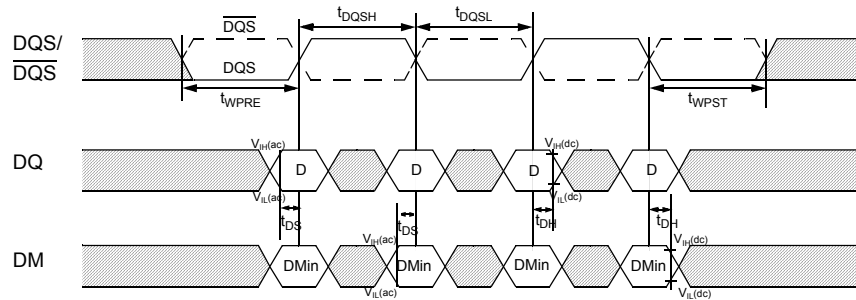 tDQSH tDQSL
DQS
DQS/
DQS
DQS
tWPRE tWPST
VIH(ac) VIH(dc)
DQ D D D D
VIL(ac) VIL(dc)
tDS tDS tDH tDH
VIH(ac) VIH(dc)
DM DMin DMin DMin DMin
VIL(ac) VIL(dc)